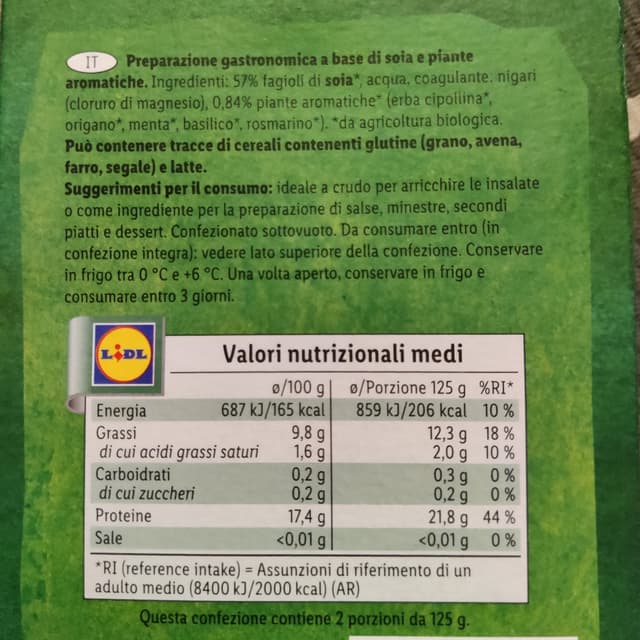 IT Preparazione gastronomica a base di soia e piante
aromatiche. Ingredienti: 57% fagioli di soia*, acqua, coagulante: nigari
(cloruro di magnesio), 0,84% piante aromatiche* (erba cipollina*,
origano*, menta*, basilico*, rosmarino*). *da agricoltura biologica.
Può contenere tracce di cereali contenenti glutine (grano, avena,
farro, segale) e latte.
Suggerimenti per il consumo: ideale a crudo per arricchire le insalate
o come ingrediente per la preparazione di salse, minestre, secondi
piatti e dessert. Confezionato sottovuoto. Da consumare entro (in
confezione integra): vedere lato superiore della confezione. Conservare
in frigo tra 0 °C e +6 °C. Una volta aperto, conservare in frigo e
consumare entro 3 giorni.
LIDL
Valori nutrizionali medi
ø/100 g ø/Porzione 125 g %RI*
Energia 687 kJ/165 kcal 859 kJ/206 kcal 10 %
Grassi 9,8 g 12,3 g 18 %
di cui acidi grassi saturi 1,6 g 2,0 g 10 %
Carboidrati 0,2 g 0,3 g 0 %
di cui zuccheri 0,2 g 0,2 g 0 %
Proteine 17,4 g 21,8 g 44 %
Sale <0,01 g <0,01 g 0 %
*RI (reference intake) = Assunzioni di riferimento di un
adulto medio (8400 kJ/2000 kcal) (AR)
Questa confezione contiene 2 porzioni da 125 g.